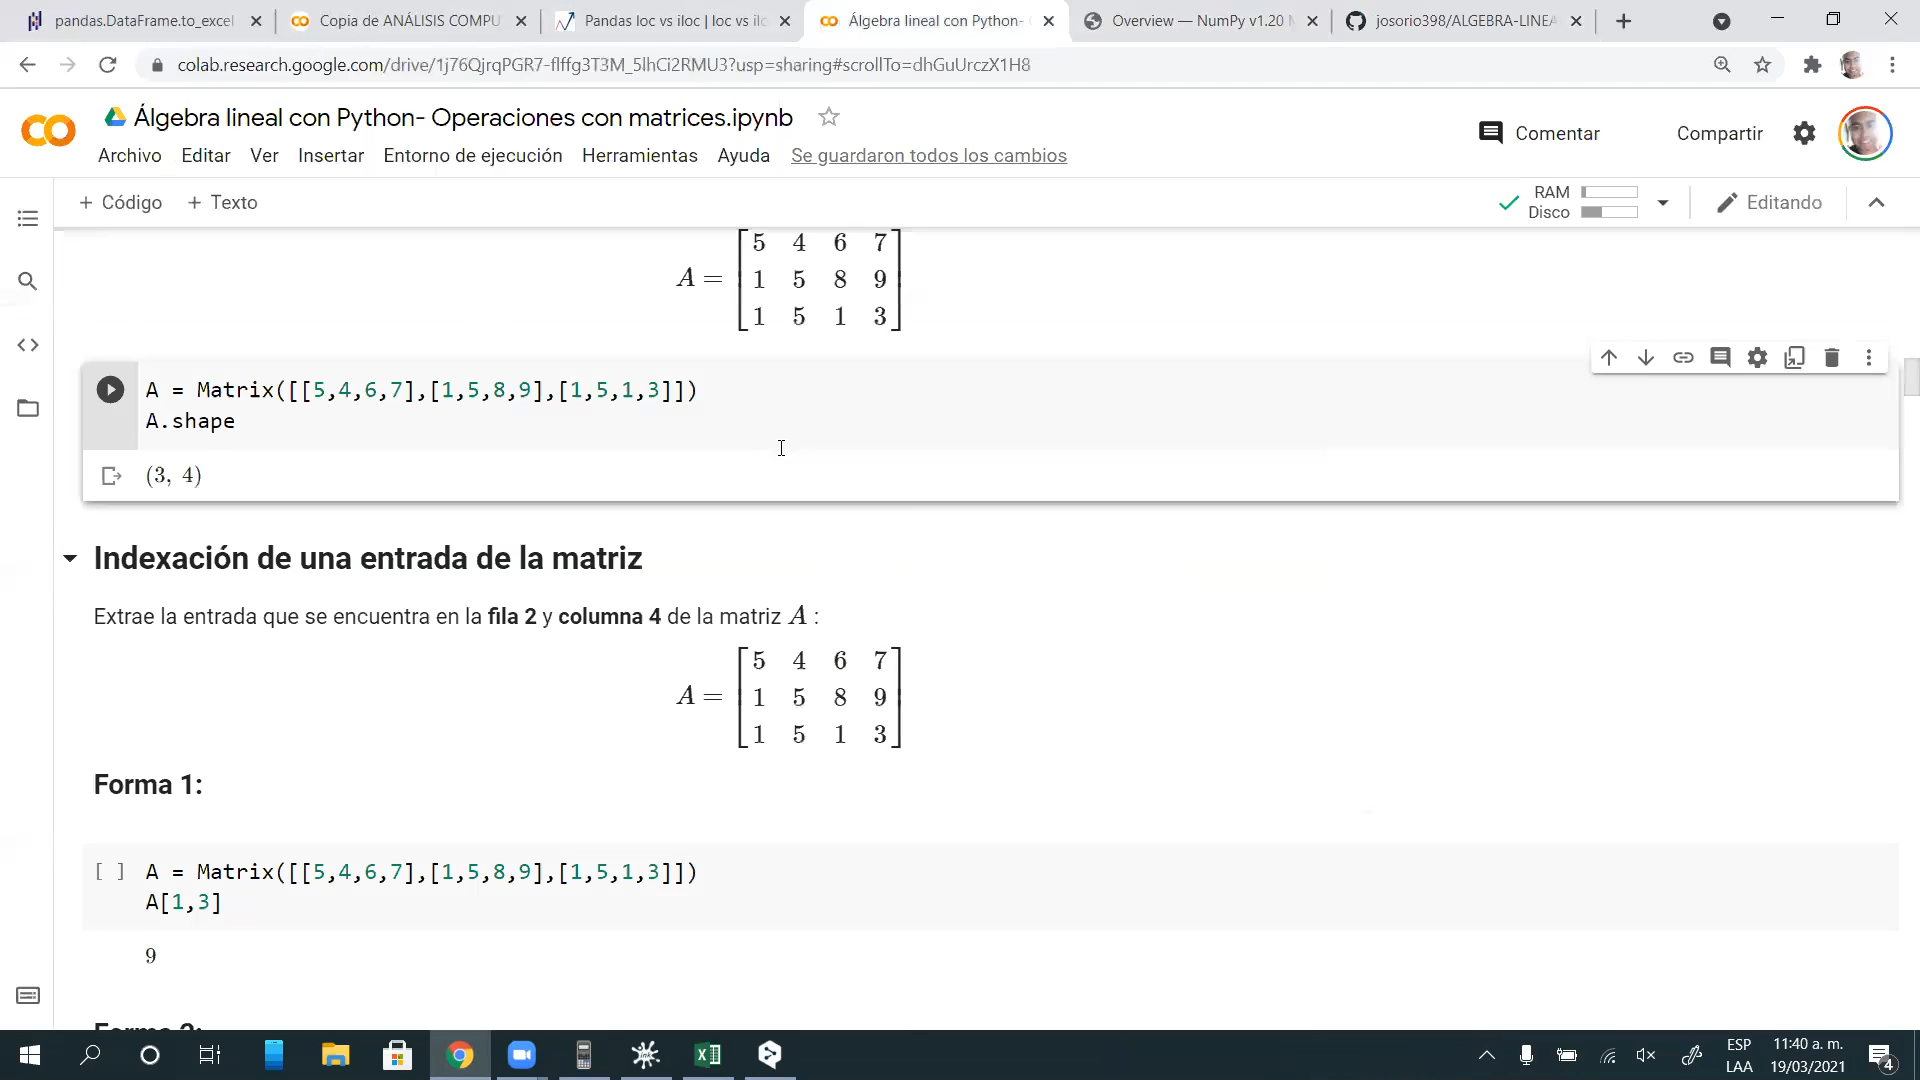 pandas.DataFrame.to_excel
Copia de ANÁLISIS COMPU
Pandas loc vs iloc | loc vs ilo
Álgebra lineal con Python-
Overview — NumPy v1.20
josorio398/ALGEBRA-LINEA
colab.research.google.com/drive/1j76QjrqPGR7-flffg3T3M_5lhCi2RMU3?usp=sharing#scrollTo=dhGuUrczX1H8
Álgebra lineal con Python- Operaciones con matrices.ipynb
Comentar
Compartir
Archivo Editar Ver Insertar Entorno de ejecución Herramientas Ayuda Se guardaron todos los cambios
+ Código + Texto
RAM
Disco
Editando
5 4 6 7
A = 1 5 8 9
1 5 1 3
A = Matrix([[5,4,6,7],[1,5,8,9],[1,5,1,3]])
A.shape
(3, 4)
Indexación de una entrada de la matriz
Extrae la entrada que se encuentra en la fila 2 y columna 4 de la matriz A :
5 4 6 7
A = 1 5 8 9
1 5 1 3
Forma 1:
[ ] A = Matrix([[5,4,6,7],[1,5,8,9],[1,5,1,3]])
A[1,3]
9
Forma 2:
ESP
LAA
11:40 a. m.
19/03/2021
4